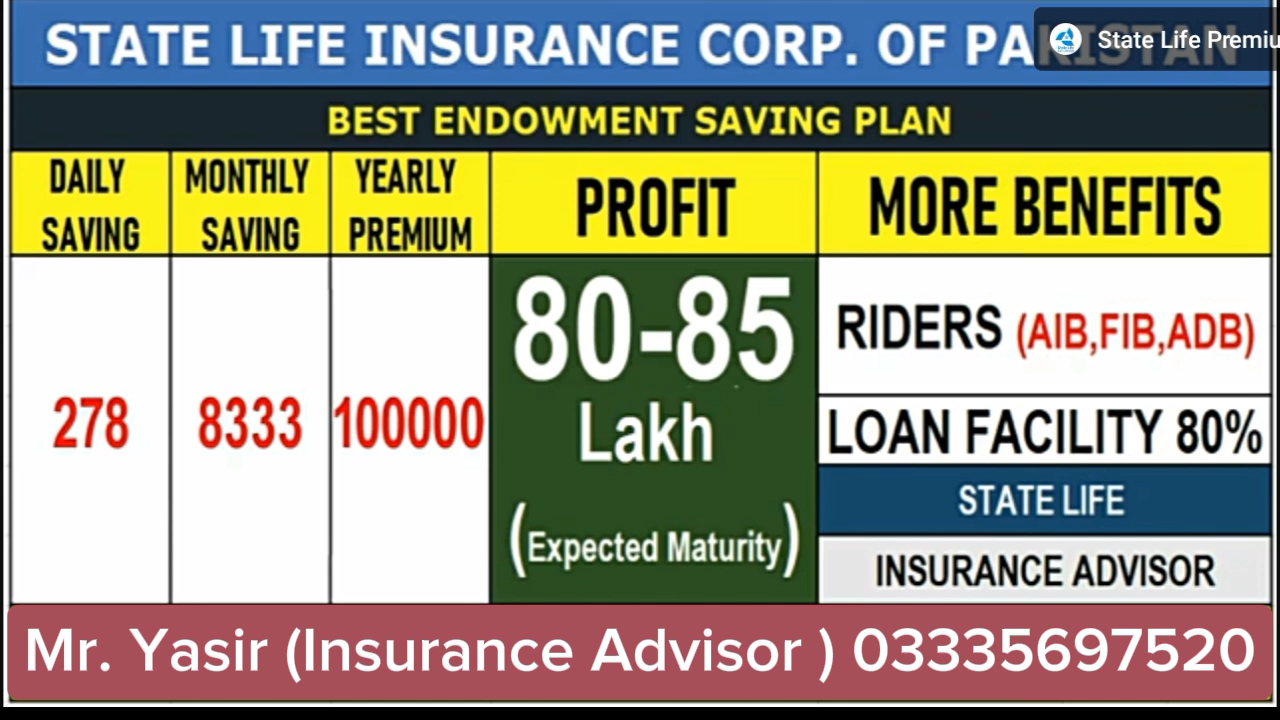 STATE LIFE INSURANCE CORP. OF PAKISTAN
State Life Premiu
BEST ENDOWMENT SAVING PLAN
DAILY SAVING
MONTHLY SAVING
YEARLY PREMIUM
PROFIT
MORE BENEFITS
278
8333
100000
80-85
Lakh
(Expected Maturity)
RIDERS (AIB,FIB,ADB)
LOAN FACILITY 80%
STATE LIFE
INSURANCE ADVISOR
Mr. Yasir (Insurance Advisor ) 03335697520